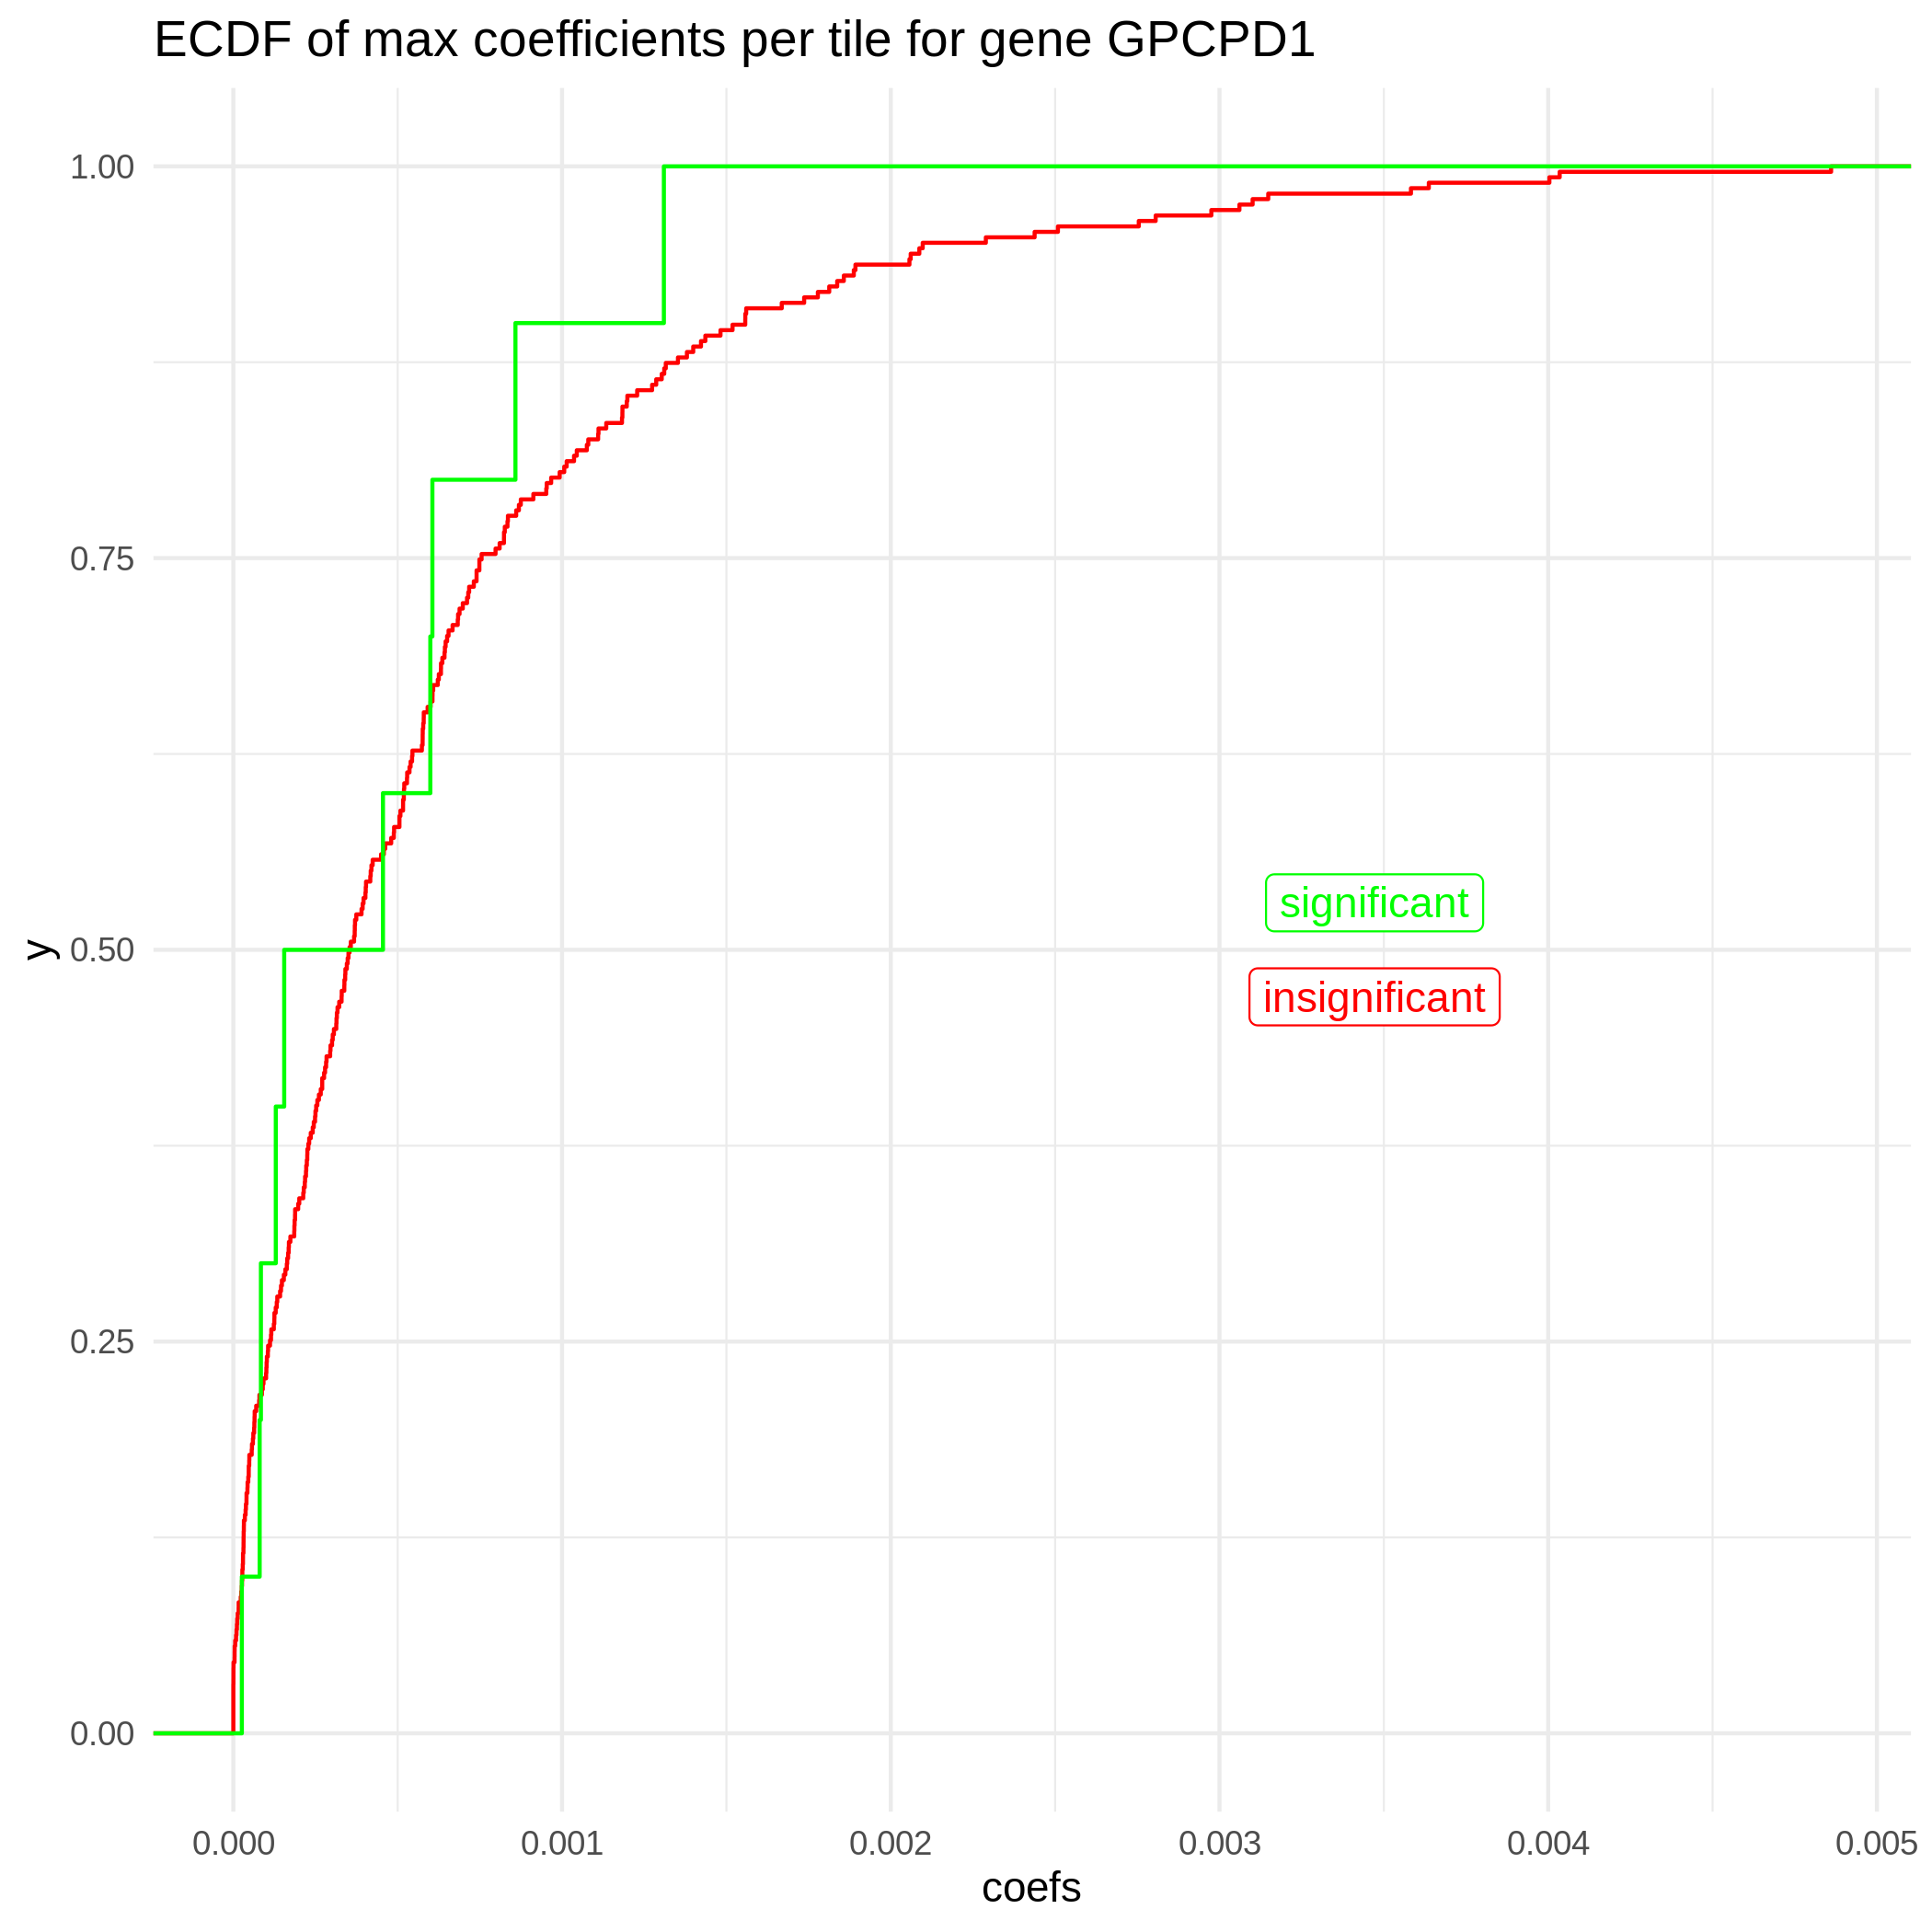 ECDF of max coefficients per tile for gene GPCPD1
1.00
0.75
0.50
0.25
0.00
y
significant
insignificant
0.000 0.001 0.002 0.003 0.004 0.005
coefs